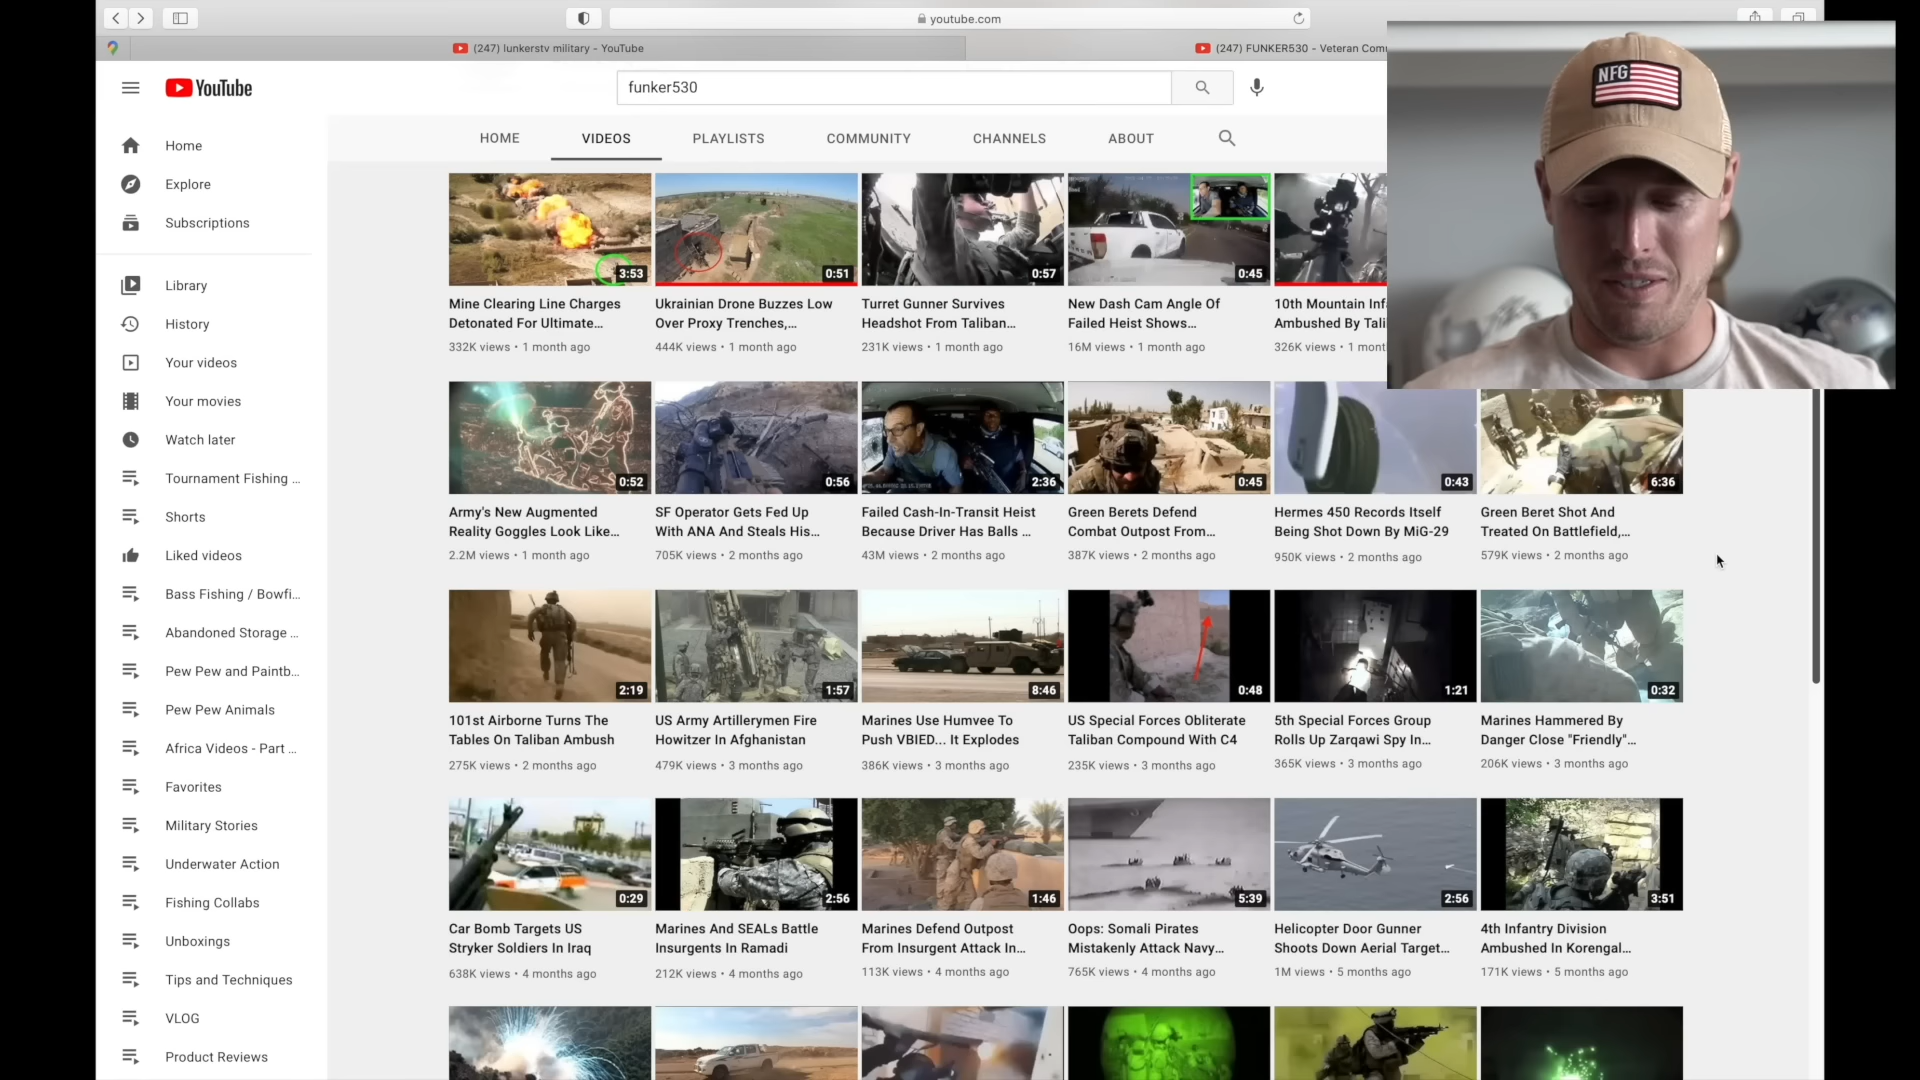 youtube.com
(247) lunkerstv military - YouTube
(247) FUNKER530 - Veteran Com
YouTube
funker530
HOME
VIDEOS
PLAYLISTS
COMMUNITY
CHANNELS
ABOUT
NFG
Home
Explore
Subscriptions
Library
History
Your videos
Your movies
Watch later
Tournament Fishing ...
Shorts
Liked videos
Bass Fishing / Bowfi...
Abandoned Storage ...
Pew Pew and Paintb...
Pew Pew Animals
Africa Videos - Part ...
Favorites
Military Stories
Underwater Action
Fishing Collabs
Unboxings
Tips and Techniques
VLOG
Product Reviews
3:53
Mine Clearing Line Charges
Detonated For Ultimate...
332K views • 1 month ago
0:51
Ukrainian Drone Buzzes Low
Over Proxy Trenches,...
444K views • 1 month ago
0:57
Turret Gunner Survives
Headshot From Taliban...
231K views • 1 month ago
0:45
New Dash Cam Angle Of
Failed Heist Shows...
16M views • 1 month ago
10th Mountain Inf
Ambushed By Tali
326K views • 1 mont
0:52
Army's New Augmented
Reality Goggles Look Like...
2.2M views • 1 month ago
0:56
SF Operator Gets Fed Up
With ANA And Steals His...
705K views • 2 months ago
2:36
Failed Cash-In-Transit Heist
Because Driver Has Balls ...
43M views • 2 months ago
0:45
Green Berets Defend
Combat Outpost From...
387K views • 2 months ago
0:43
Hermes 450 Records Itself
Being Shot Down By MiG-29
950K views • 2 months ago
6:36
Green Beret Shot And
Treated On Battlefield,...
579K views • 2 months ago
2:19
101st Airborne Turns The
Tables On Taliban Ambush
275K views • 2 months ago
1:57
US Army Artillerymen Fire
Howitzer In Afghanistan
479K views • 3 months ago
8:46
Marines Use Humvee To
Push VBIED... It Explodes
386K views • 3 months ago
0:48
US Special Forces Obliterate
Taliban Compound With C4
235K views • 3 months ago
1:21
5th Special Forces Group
Rolls Up Zarqawi Spy In...
365K views • 3 months ago
0:32
Marines Hammered By
Danger Close "Friendly"...
206K views • 3 months ago
0:29
Car Bomb Targets US
Stryker Soldiers In Iraq
638K views • 4 months ago
2:56
Marines And SEALs Battle
Insurgents In Ramadi
212K views • 4 months ago
1:46
Marines Defend Outpost
From Insurgent Attack In...
113K views • 4 months ago
5:39
Oops: Somali Pirates
Mistakenly Attack Navy...
765K views • 4 months ago
2:56
Helicopter Door Gunner
Shoots Down Aerial Target...
1M views • 5 months ago
3:51
4th Infantry Division
Ambushed In Korengal...
171K views • 5 months ago